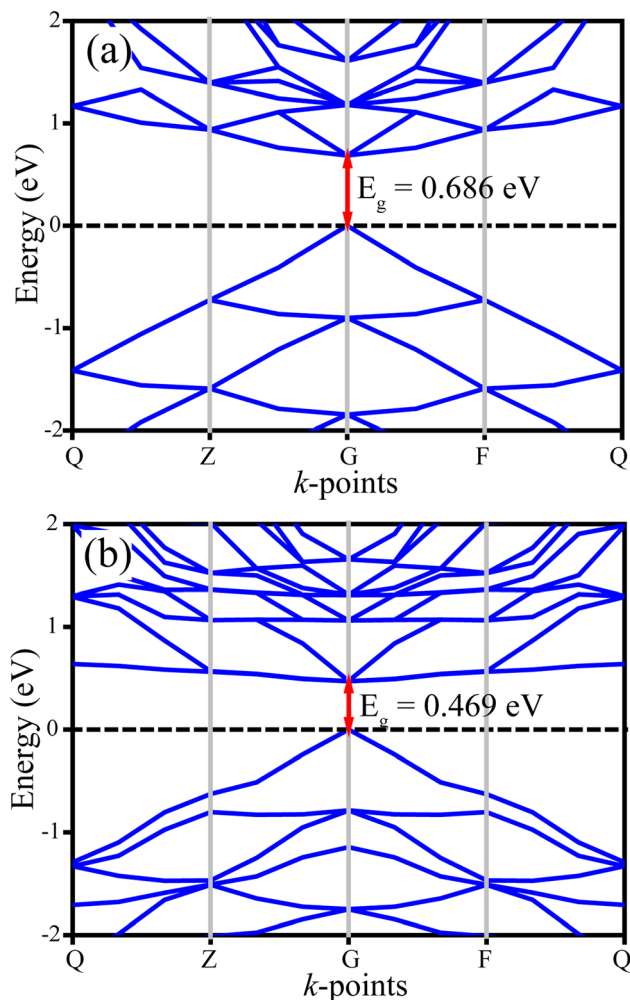 (a)
2
1
0
-1
-2
Energy (eV)
E_g = 0.686 eV
Q Z G F Q
k-points
(b)
2
1
0
-1
-2
Energy (eV)
E_g = 0.469 eV
Q Z G F Q
k-points